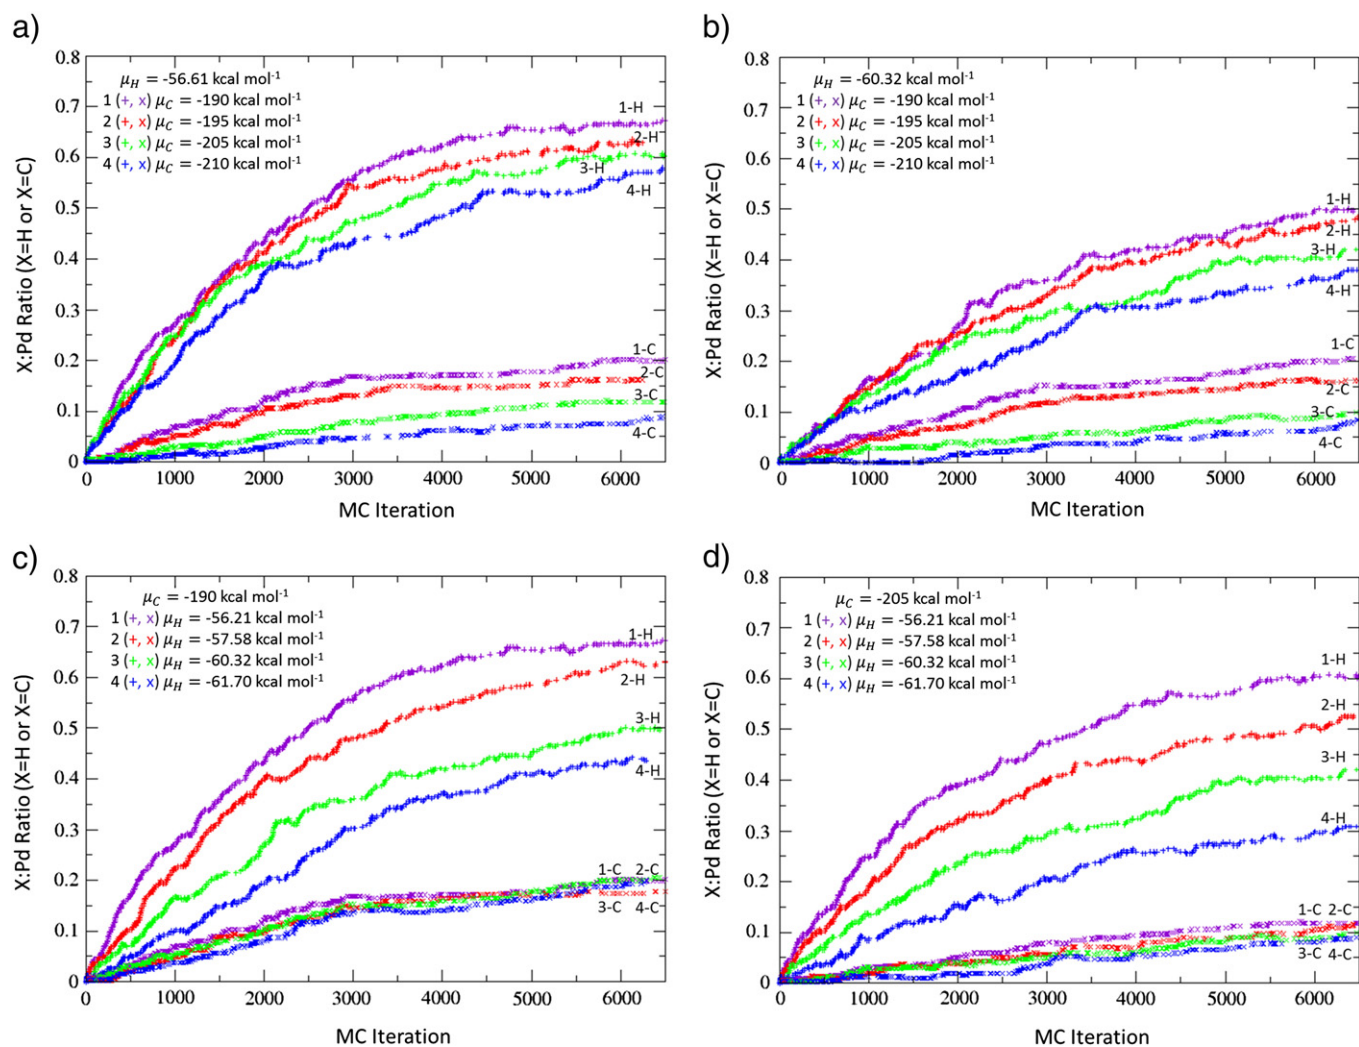 a)
X:Pd Ratio (X=H or X=C)
0.8
0.7
0.6
0.5
0.4
0.3
0.2
0.1
0
μH = -56.61 kcal mol-1
1 (+, x) μC = -190 kcal mol-1
2 (+, x) μC = -195 kcal mol-1
3 (+, x) μC = -205 kcal mol-1
4 (+, x) μC = -210 kcal mol-1
1-H
2-H
3-H
4-H
1-C
2-C
3-C
4-C
0 1000 2000 3000 4000 5000 6000
MC Iteration
b)
X:Pd Ratio (X=H or X=C)
0.8
0.7
0.6
0.5
0.4
0.3
0.2
0.1
0
μH = -60.32 kcal mol-1
1 (+, x) μC = -190 kcal mol-1
2 (+, x) μC = -195 kcal mol-1
3 (+, x) μC = -205 kcal mol-1
4 (+, x) μC = -210 kcal mol-1
1-H
2-H
3-H
4-H
1-C
2-C
3-C
4-C
0 1000 2000 3000 4000 5000 6000
MC Iteration
c)
X:Pd Ratio (X=H or X=C)
0.8
0.7
0.6
0.5
0.4
0.3
0.2
0.1
0
μC = -190 kcal mol-1
1 (+, x) μH = -56.21 kcal mol-1
2 (+, x) μH = -57.58 kcal mol-1
3 (+, x) μH = -60.32 kcal mol-1
4 (+, x) μH = -61.70 kcal mol-1
1-H
2-H
3-H
4-H
1-C 2-C
3-C 4-C
0 1000 2000 3000 4000 5000 6000
MC Iteration
d)
X:Pd Ratio (X=H or X=C)
0.8
0.7
0.6
0.5
0.4
0.3
0.2
0.1
0
μC = -205 kcal mol-1
1 (+, x) μH = -56.21 kcal mol-1
2 (+, x) μH = -57.58 kcal mol-1
3 (+, x) μH = -60.32 kcal mol-1
4 (+, x) μH = -61.70 kcal mol-1
1-H
2-H
3-H
4-H
1-C 2-C
3-C 4-C
0 1000 2000 3000 4000 5000 6000
MC Iteration